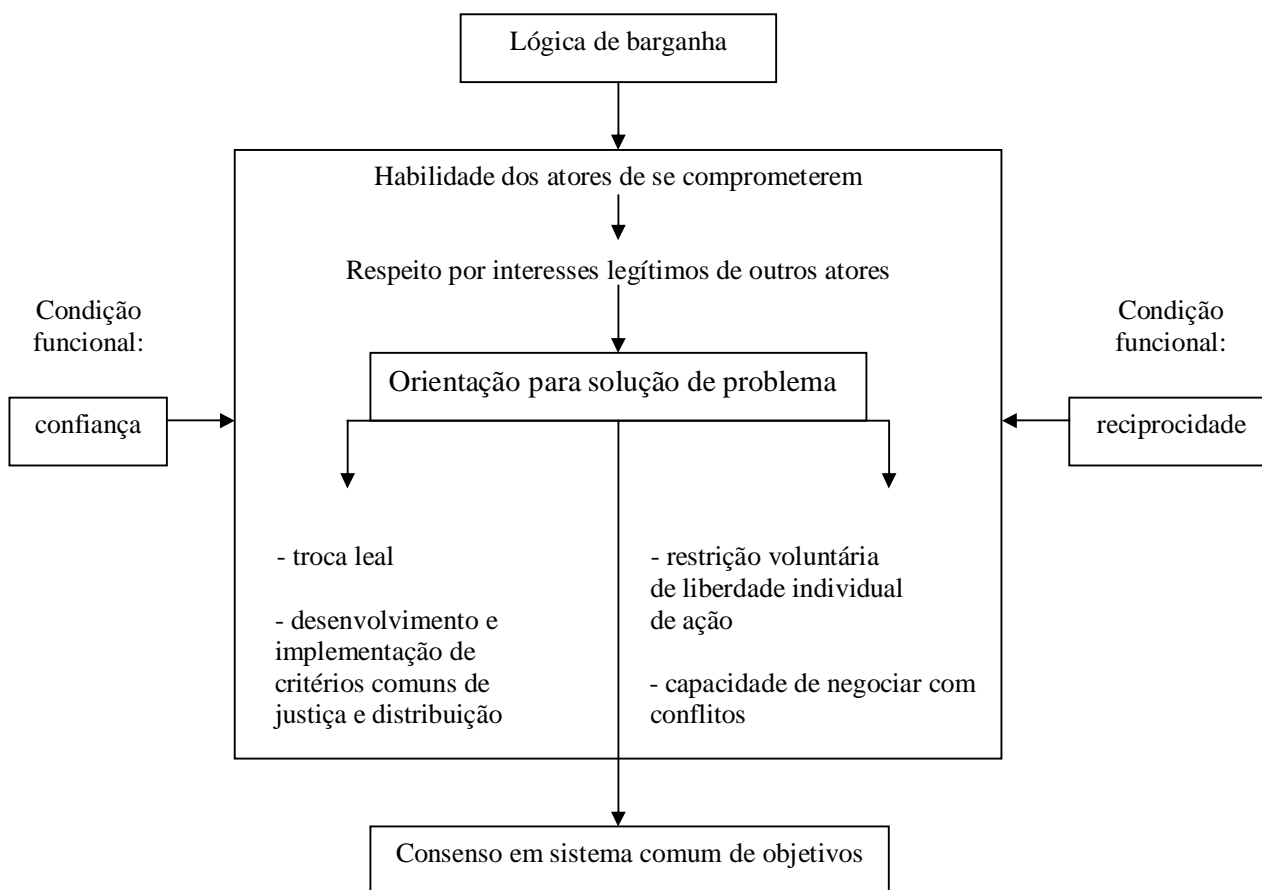 Lógica de barganha
Habilidade dos atores de se comprometerem
Respeito por interesses legítimos de outros atores
Condição
funcional:
confiança
Condição
funcional:
reciprocidade
Orientação para solução de problema
- troca leal
- desenvolvimento e
implementação de
critérios comuns de
justiça e distribuição
- restrição voluntária
de liberdade individual
de ação
- capacidade de negociar com
conflitos
Consenso em sistema comum de objetivos